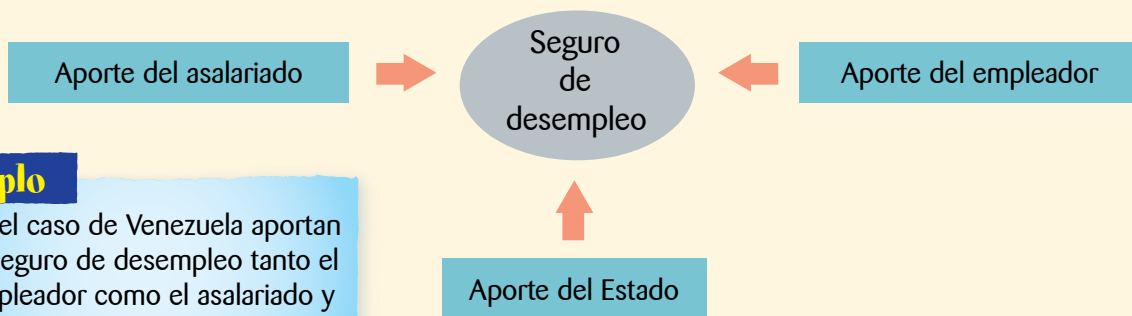 Aporte del asalariado
Seguro
de
desempleo
Aporte del empleador
plo
el caso de Venezuela aportan
seguro de desempleo tanto el
pleador como el asalariado y
Aporte del Estado